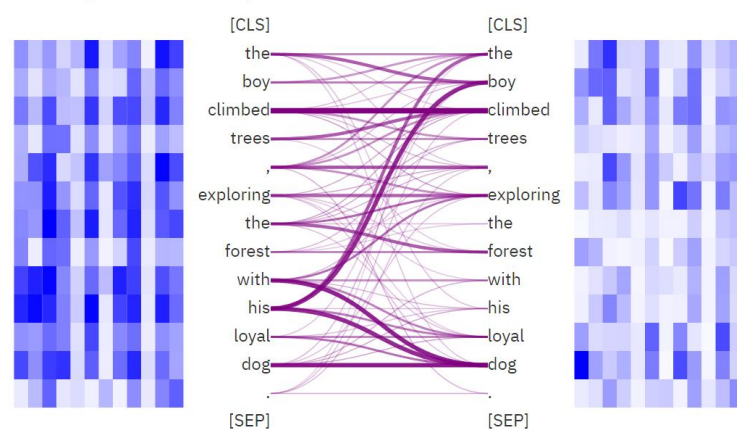 [CLS] [CLS]
the the
boy boy
climbed climbed
trees trees
, ,
exploring exploring
the the
forest forest
with with
his his
loyal loyal
dog dog
. .
[SEP] [SEP]